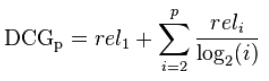 DCG_p = rel_1 + \sum_{i=2}^{p} \frac{rel_i}{\log_2(i)}